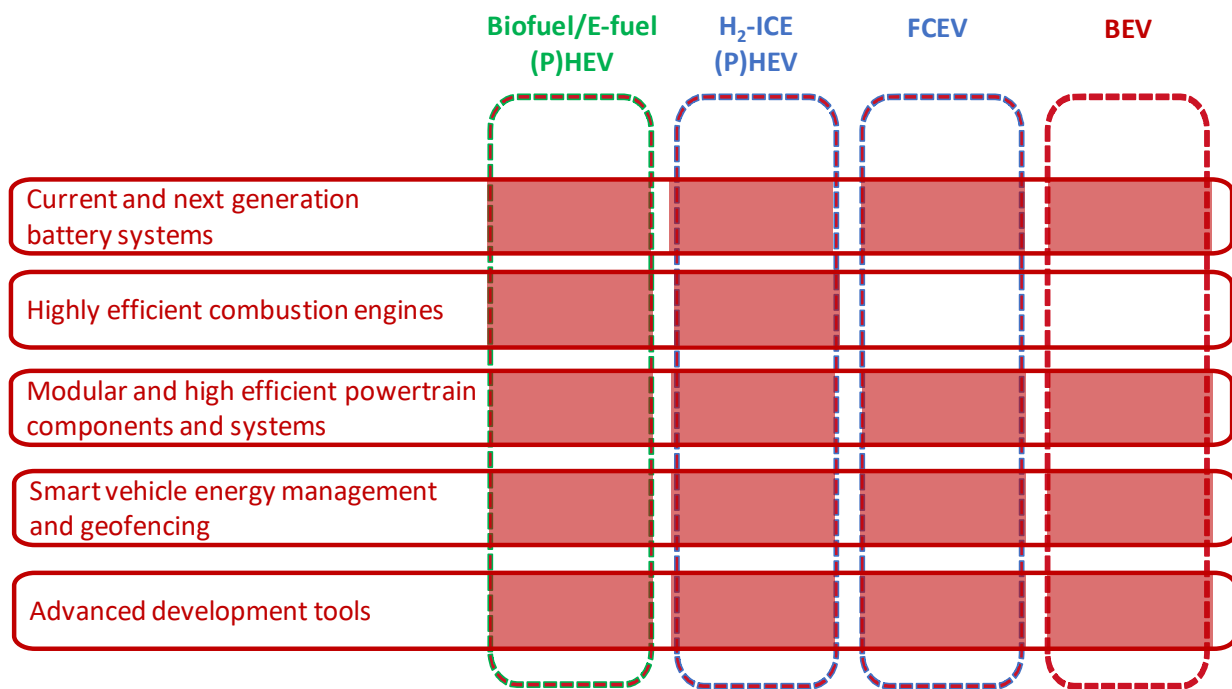 Biofuel/E-fuel
(P)HEV
H₂-ICE
(P)HEV
FCEV
BEV
Current and next generation
battery systems
Highly efficient combustion engines
Modular and high efficient powertrain
components and systems
Smart vehicle energy management
and geofencing
Advanced development tools